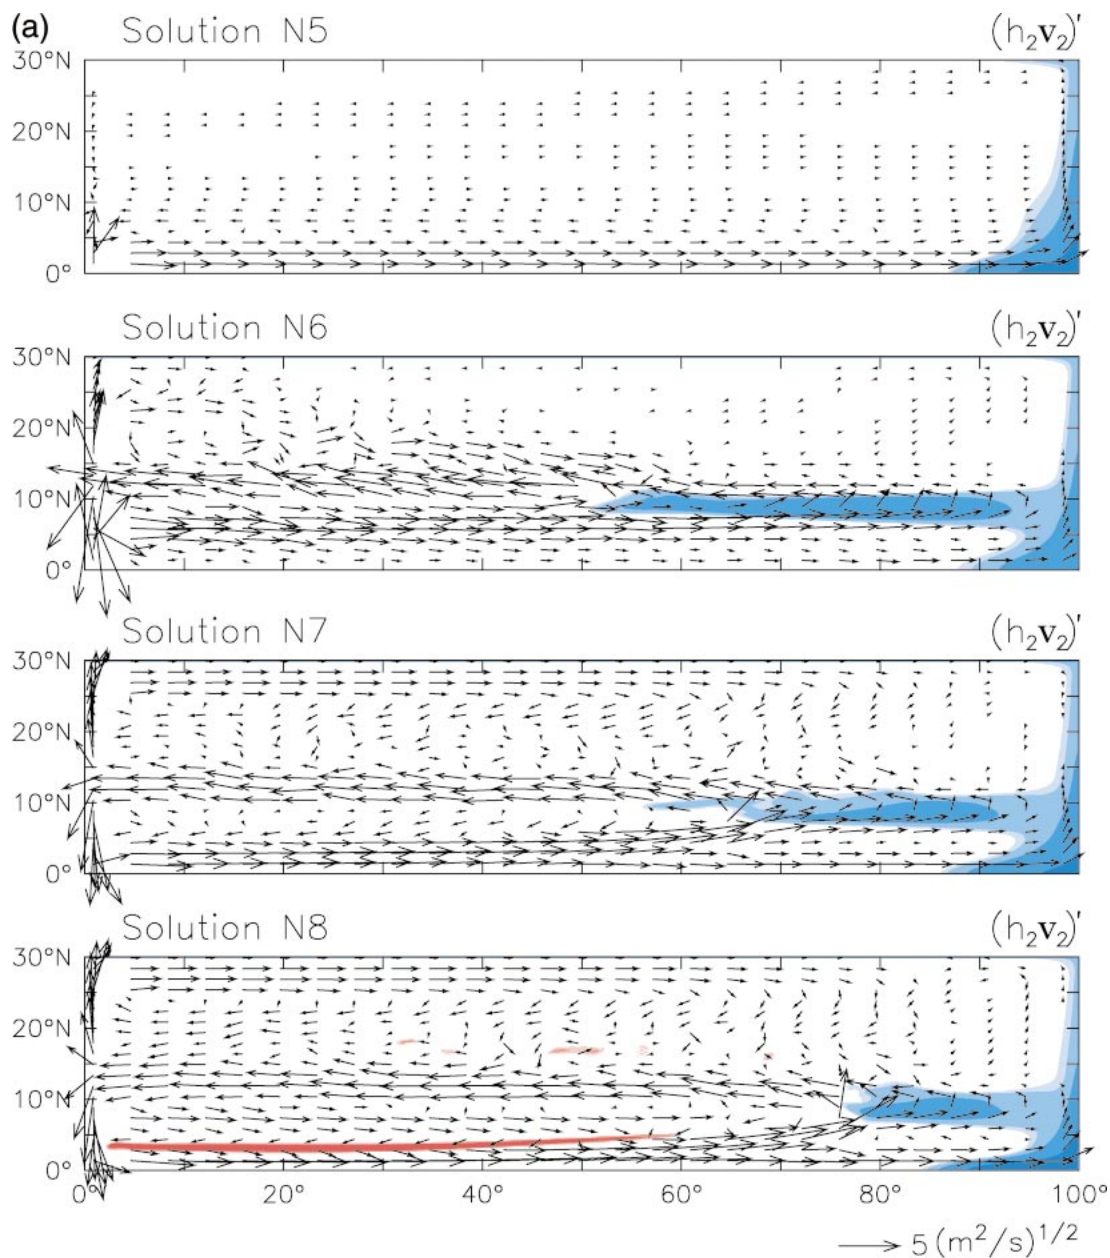 (a) Solution N5 (h₂v₂)′
30°N
20°N
10°N
0°
Solution N6 (h₂v₂)′
30°N
20°N
10°N
0°
Solution N7 (h₂v₂)′
30°N
20°N
10°N
0°
Solution N8 (h₂v₂)′
30°N
20°N
10°N
0°
0° 20° 40° 60° 80° 100°
5 (m²/s)¹/²